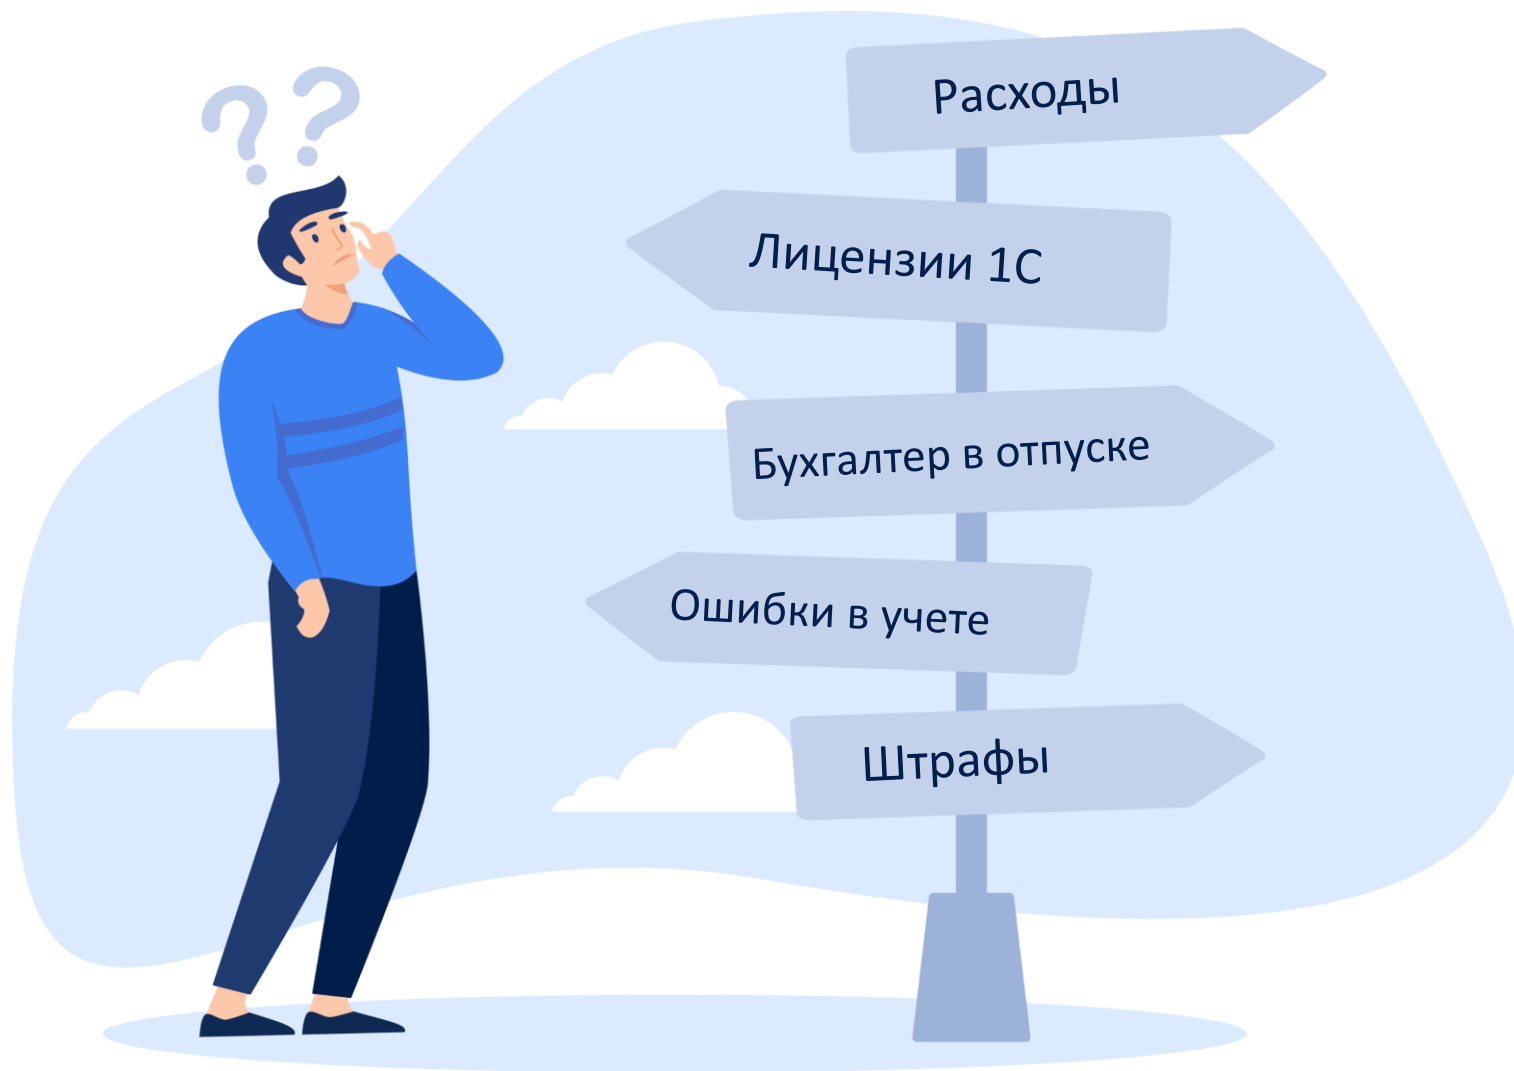 ??
Расходы
Лицензии 1С
Бухгалтер в отпуске
Ошибки в учете
Штрафы